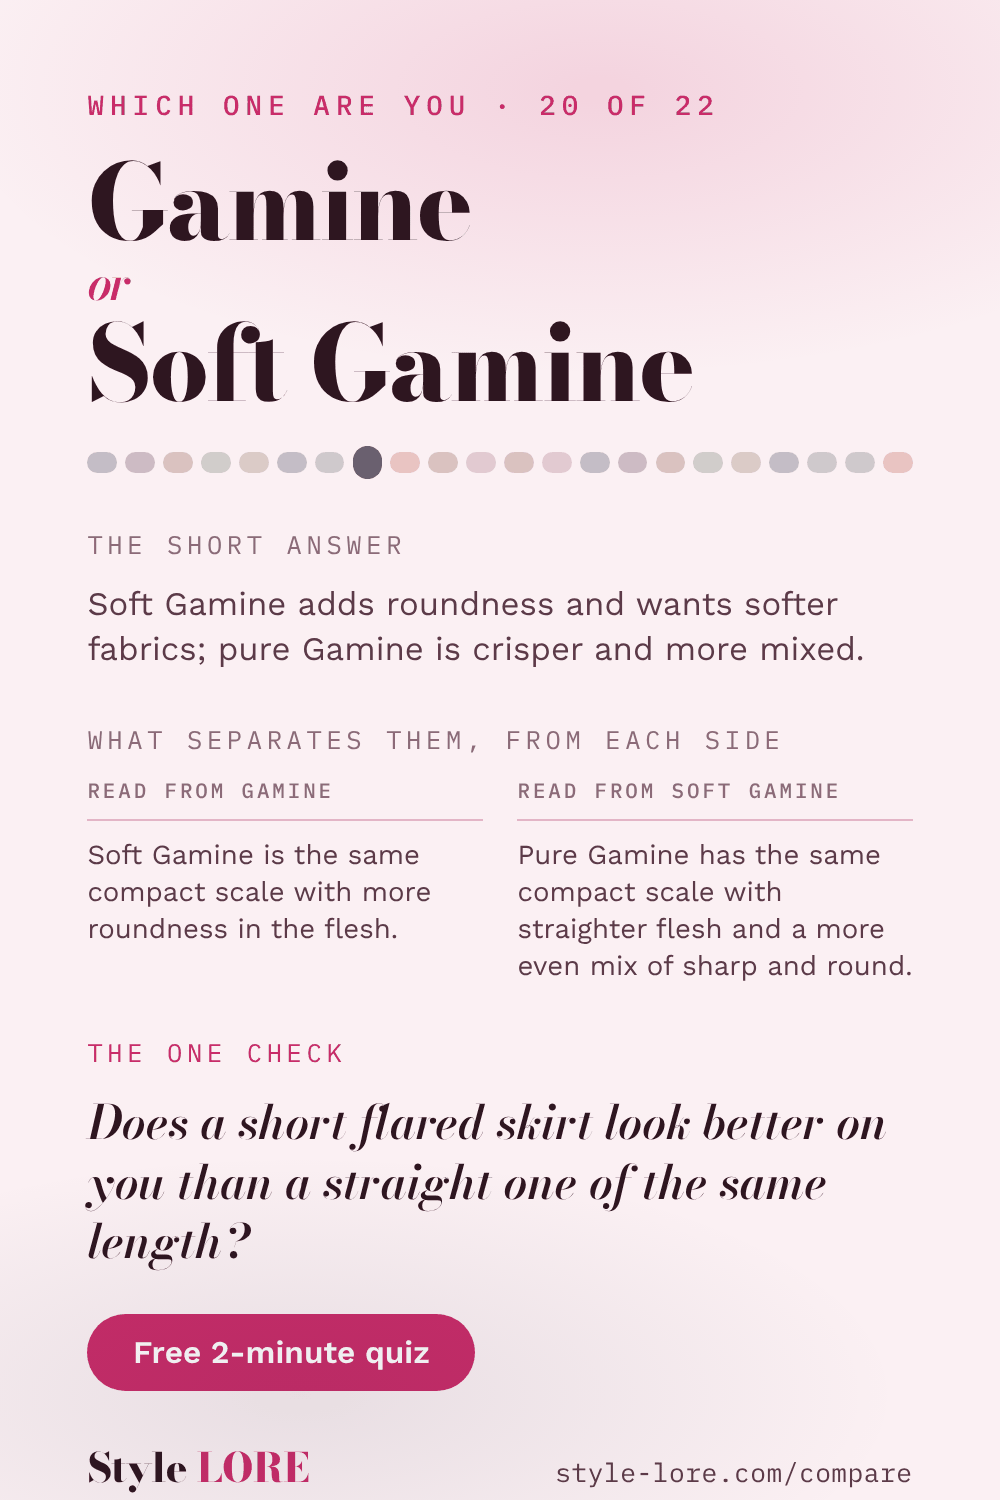 WHICH ONE ARE YOU · 20 OF 22
Gamine
or
Soft Gamine
THE SHORT ANSWER
Soft Gamine adds roundness and wants softer
fabrics; pure Gamine is crisper and more mixed.
WHAT SEPARATES THEM, FROM EACH SIDE
READ FROM GAMINE
Soft Gamine is the same
compact scale with more
roundness in the flesh.
READ FROM SOFT GAMINE
Pure Gamine has the same
compact scale with
straighter flesh and a more
even mix of sharp and round.
THE ONE CHECK
Does a short flared skirt look better on
you than a straight one of the same
length?
Free 2-minute quiz
Style LORE
style-lore.com/compare